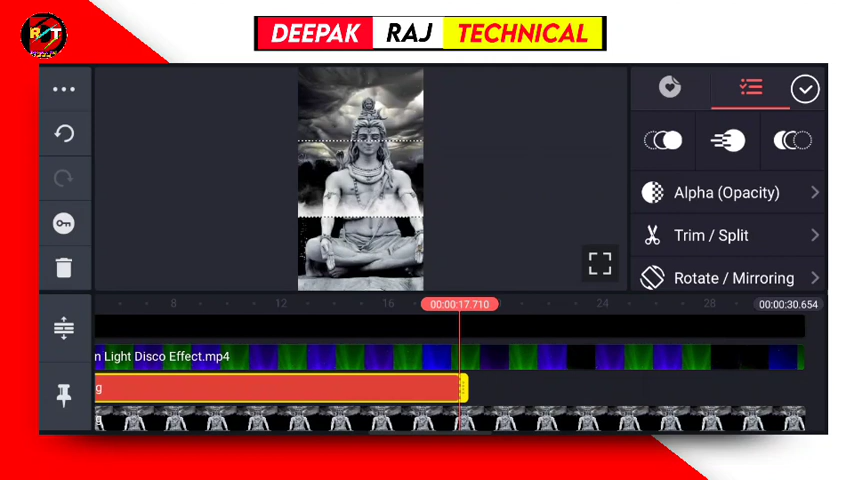 DEEPAK RAJ TECHNICAL
R T
Alpha (Opacity)
Trim / Split
Rotate / Mirroring
8 12 16 24 28
00:00:17.710
00:00:30.654
n Light Disco Effect.mp4
g